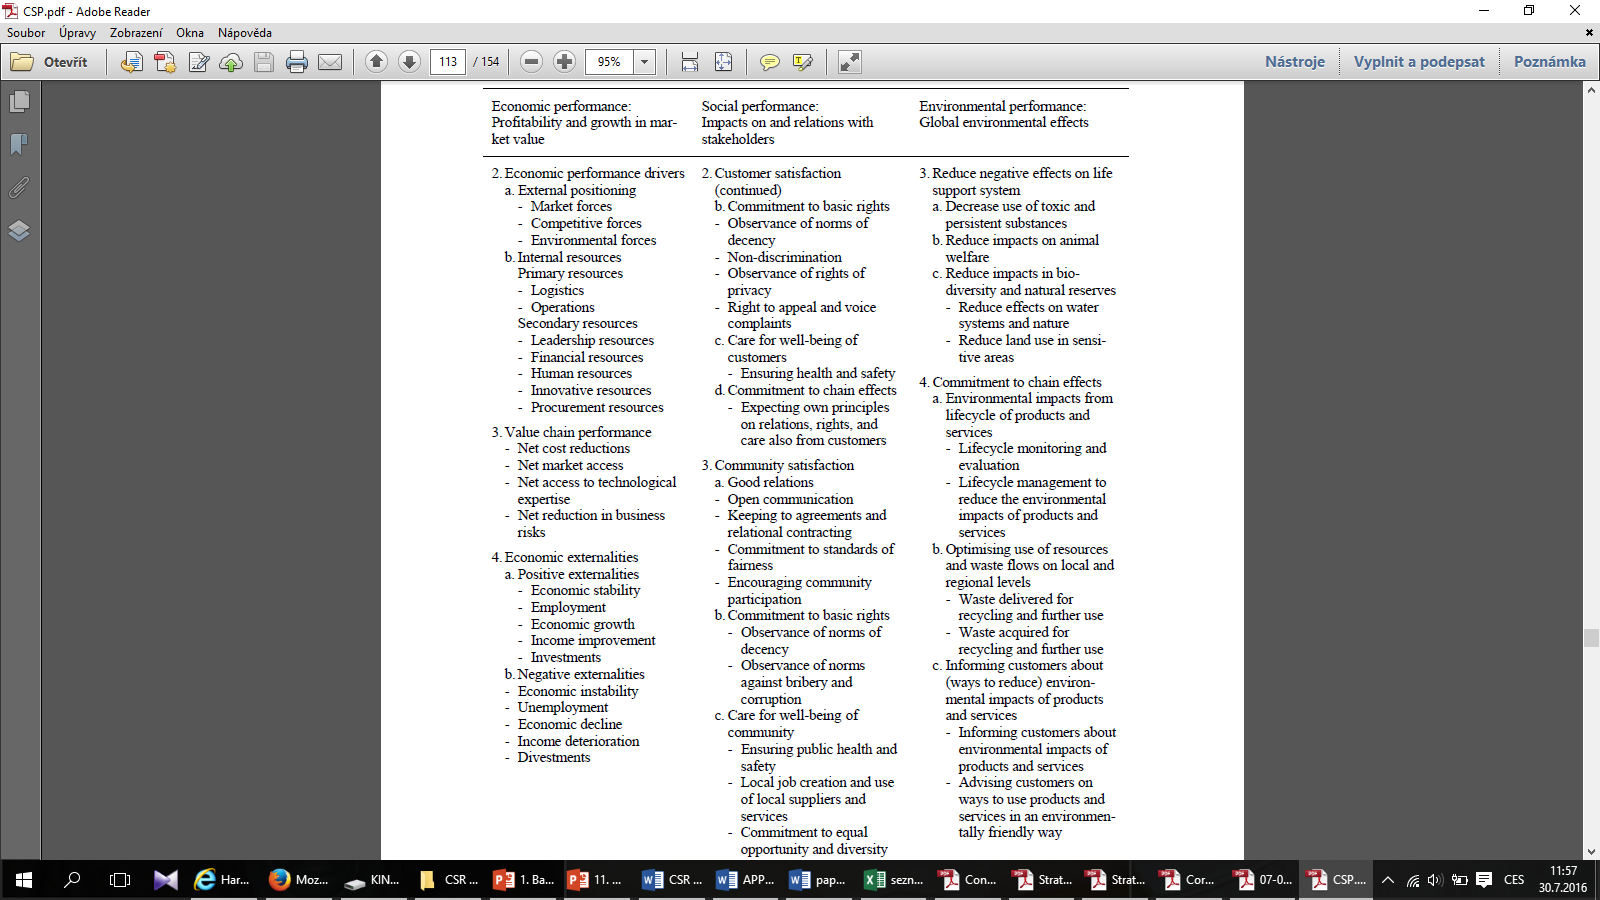 CSP.pdf - Adobe Reader
Soubor Úpravy Zobrazení Okna Nápověda
Otevřít 113 / 154 95% Nástroje Vyplnit a podepsat Poznámka
Economic performance:
Profitability and growth in mar-
ket value
Social performance:
Impacts on and relations with
stakeholders
Environmental performance:
Global environmental effects
2. Economic performance drivers
a. External positioning
- Market forces
- Competitive forces
- Environmental forces
b. Internal resources
Primary resources
- Logistics
- Operations
Secondary resources
- Leadership resources
- Financial resources
- Human resources
- Innovative resources
- Procurement resources
3. Value chain performance
- Net cost reductions
- Net market access
- Net access to technological
expertise
- Net reduction in business
risks
4. Economic externalities
a. Positive externalities
- Economic stability
- Employment
- Economic growth
- Income improvement
- Investments
b. Negative externalities
- Economic instability
- Unemployment
- Economic decline
- Income deterioration
- Divestments
2. Customer satisfaction
(continued)
b. Commitment to basic rights
- Observance of norms of
decency
- Non-discrimination
- Observance of rights of
privacy
- Right to appeal and voice
complaints
c. Care for well-being of
customers
- Ensuring health and safety
d. Commitment to chain effects
- Expecting own principles
on relations, rights, and
care also from customers
3. Community satisfaction
a. Good relations
- Open communication
- Keeping to agreements and
relational contracting
- Commitment to standards of
fairness
- Encouraging community
participation
b. Commitment to basic rights
- Observance of norms of
decency
- Observance of norms
against bribery and
corruption
c. Care for well-being of
community
- Ensuring public health and
safety
- Local job creation and use
of local suppliers and
services
- Commitment to equal
opportunity and diversity
3. Reduce negative effects on life
support system
a. Decrease use of toxic and
persistent substances
b. Reduce impacts on animal
welfare
c. Reduce impacts in bio-
diversity and natural reserves
- Reduce effects on water
systems and nature
- Reduce land use in sensi-
tive areas
4. Commitment to chain effects
a. Environmental impacts from
lifecycle of products and
services
- Lifecycle monitoring and
evaluation
- Lifecycle management to
reduce the environmental
impacts of products and
services
b. Optimising use of resources
and waste flows on local and
regional levels
- Waste delivered for
recycling and further use
- Waste acquired for
recycling and further use
c. Informing customers about
(ways to reduce) environ-
mental impacts of products
and services
- Informing customers about
environmental impacts of
products and services
- Advising customers on
ways to use products and
services in an environmen-
tally friendly way
Har... Moz... KIN... CSR ... 1. Ba... 11. ... CSR ... APP... pap... sezn... Con... Strat... Strat... Cor... 07-0... CSP.... CES 11:57
30.7.2016